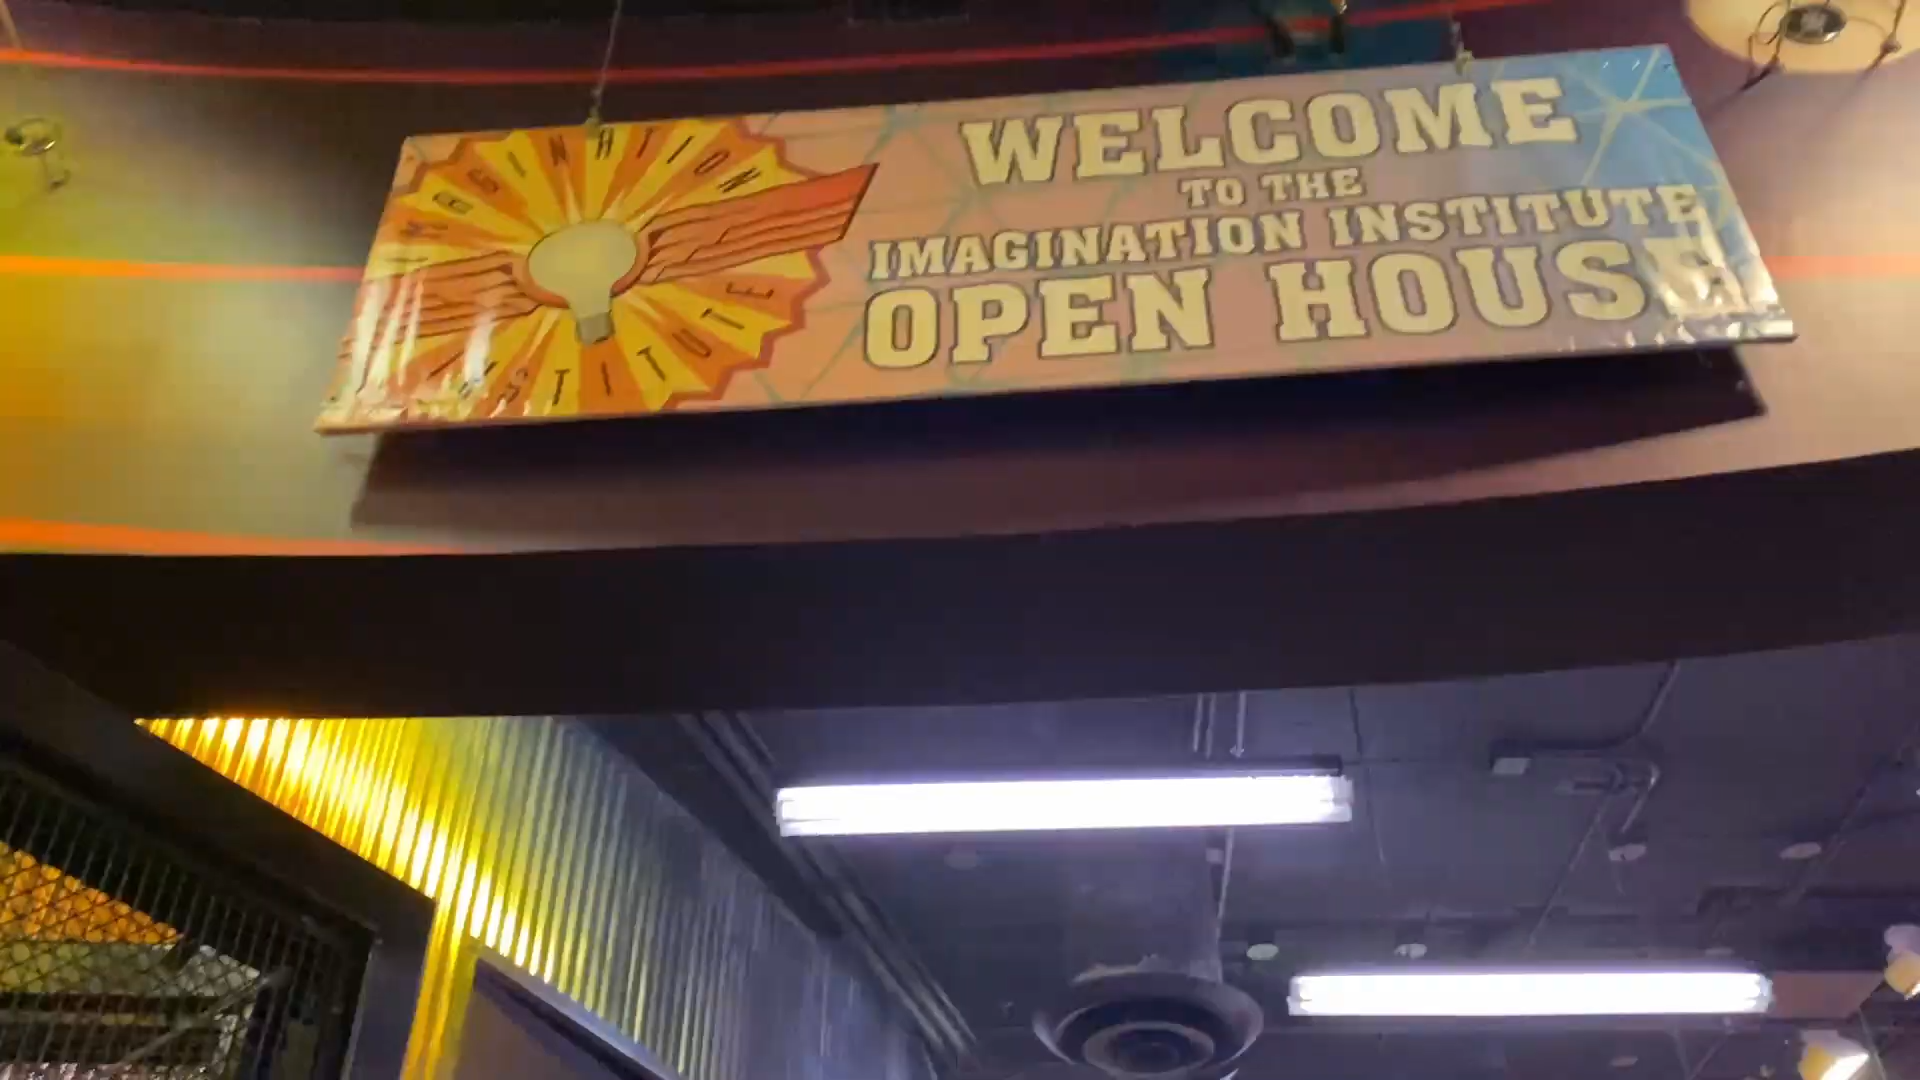 IMAGINATION
INSTITUTE
WELCOME
TO THE
IMAGINATION INSTITUTE
OPEN HOUSE